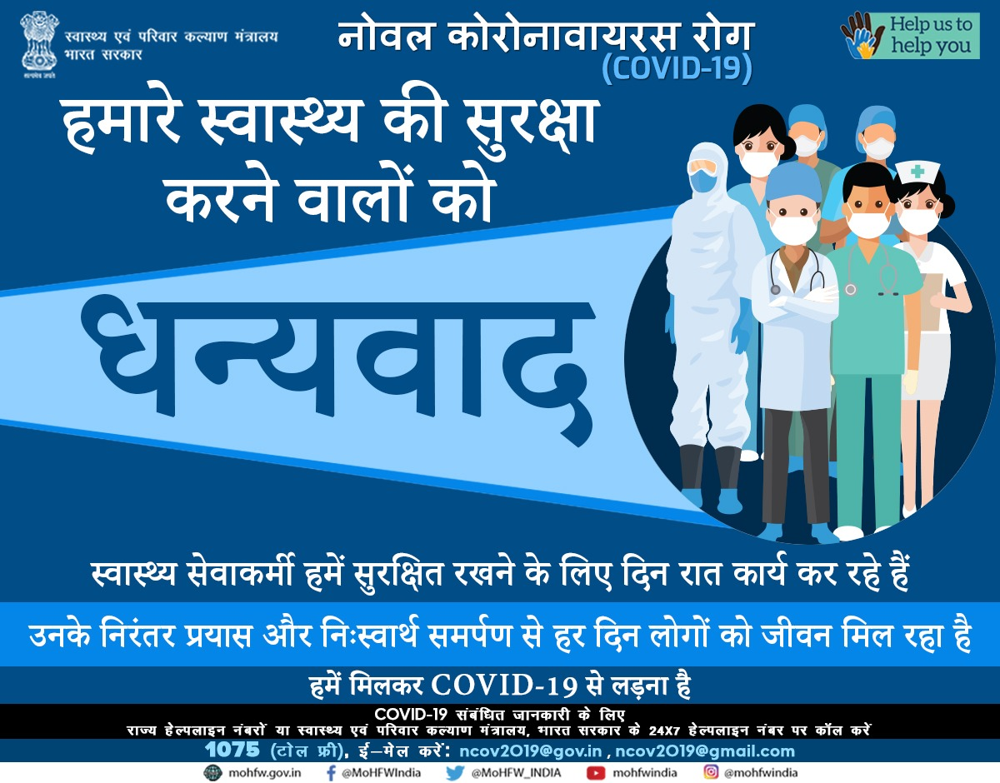 स्वास्थ्य एवं परिवार कल्याण मंत्रालय
भारत सरकार
सत्यमेव जयते
नोवल कोरोनावायरस रोग
(COVID-19)
Help us to
help you
हमारे स्वास्थ्य की सुरक्षा
करने वालों को
धन्यवाद
स्वास्थ्य सेवाकर्मी हमें सुरक्षित रखने के लिए दिन रात कार्य कर रहे हैं
उनके निरंतर प्रयास और निःस्वार्थ समर्पण से हर दिन लोगों को जीवन मिल रहा है
हमें मिलकर COVID-19 से लड़ना है
COVID-19 संबंधित जानकारी के लिए
राज्य हेल्पलाइन नंबरों या स्वास्थ्य एवं परिवार कल्याण मंत्रालय, भारत सरकार के 24X7 हेल्पलाइन नंबर पर कॉल करें
1075 (टोल फ्री), ई–मेल करें: ncov2019@gov.in , ncov2019@gmail.com
mohfw.gov.in @MoHFWIndia @MoHFW_INDIA mohfwindia @mohfwindia